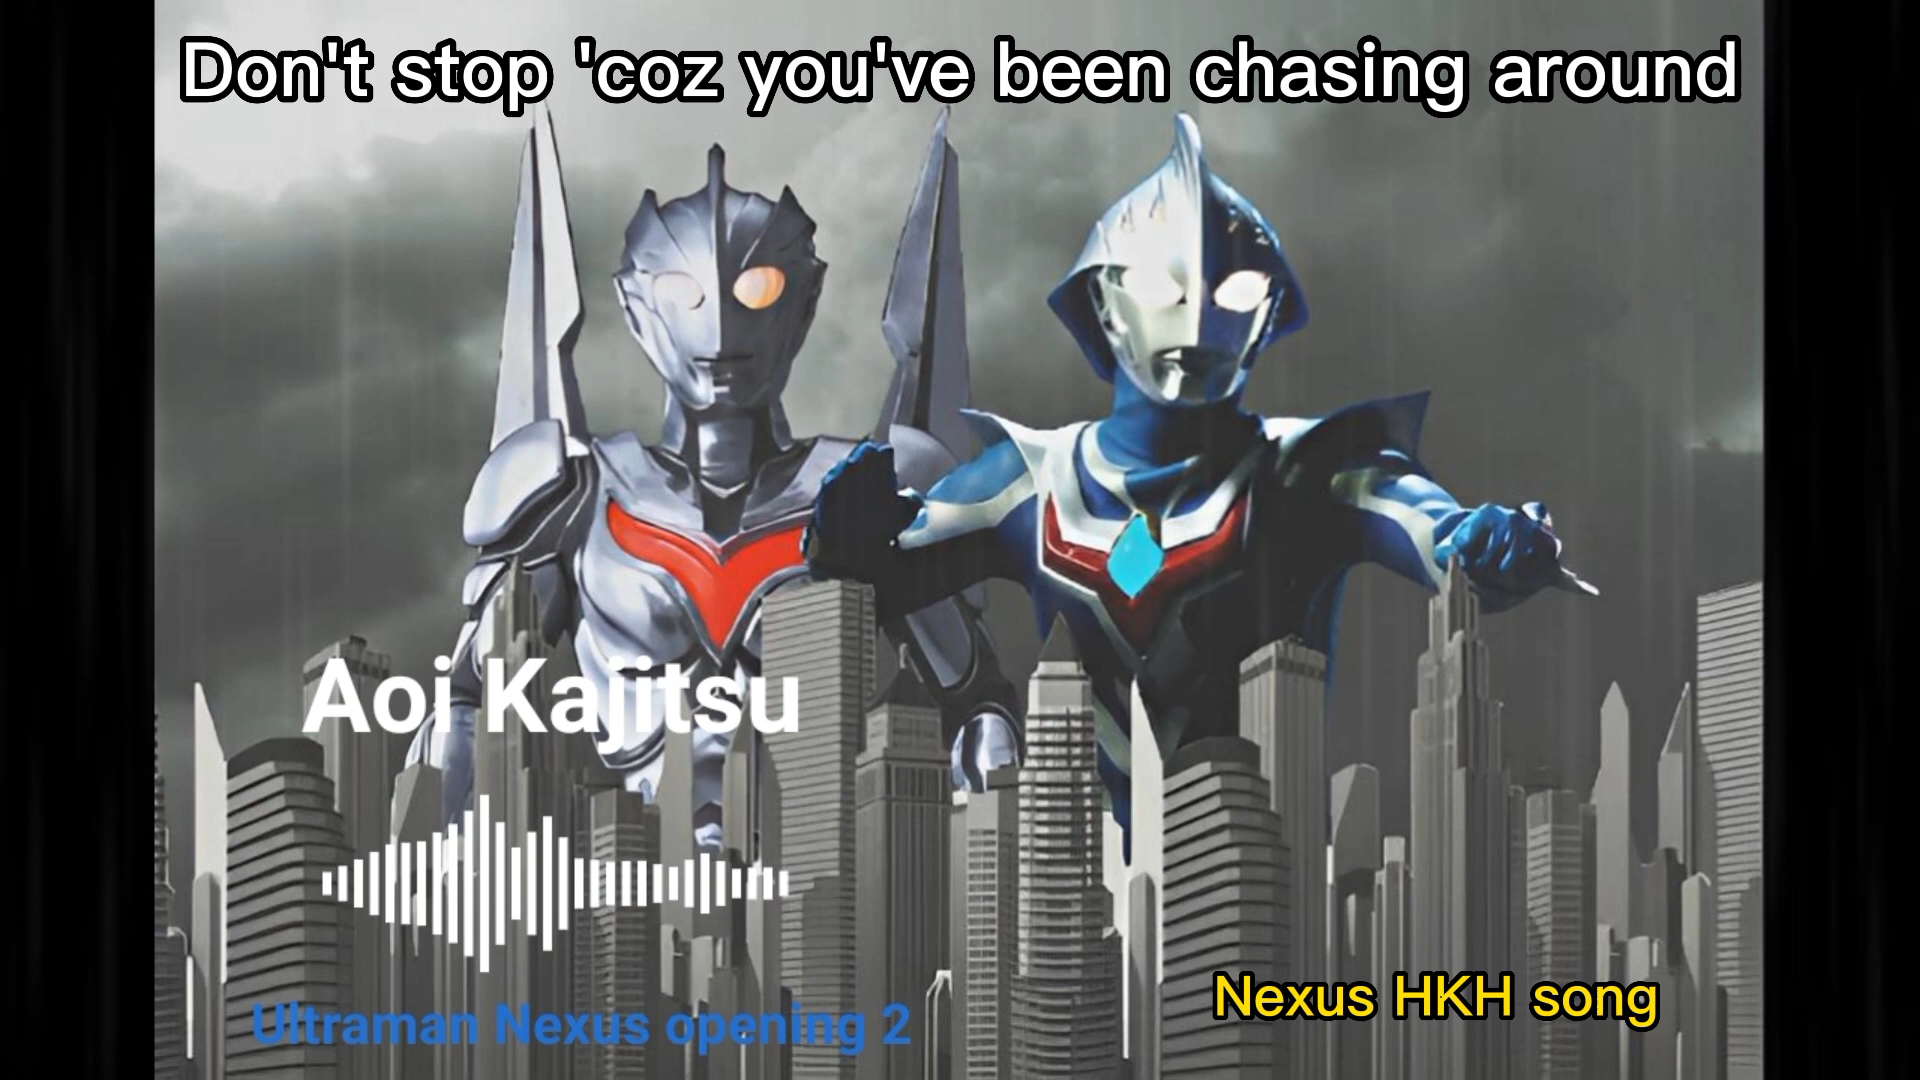 Don't stop 'coz you've been chasing around
Aoi Kajitsu
Ultraman Nexus opening 2
Nexus HKH song